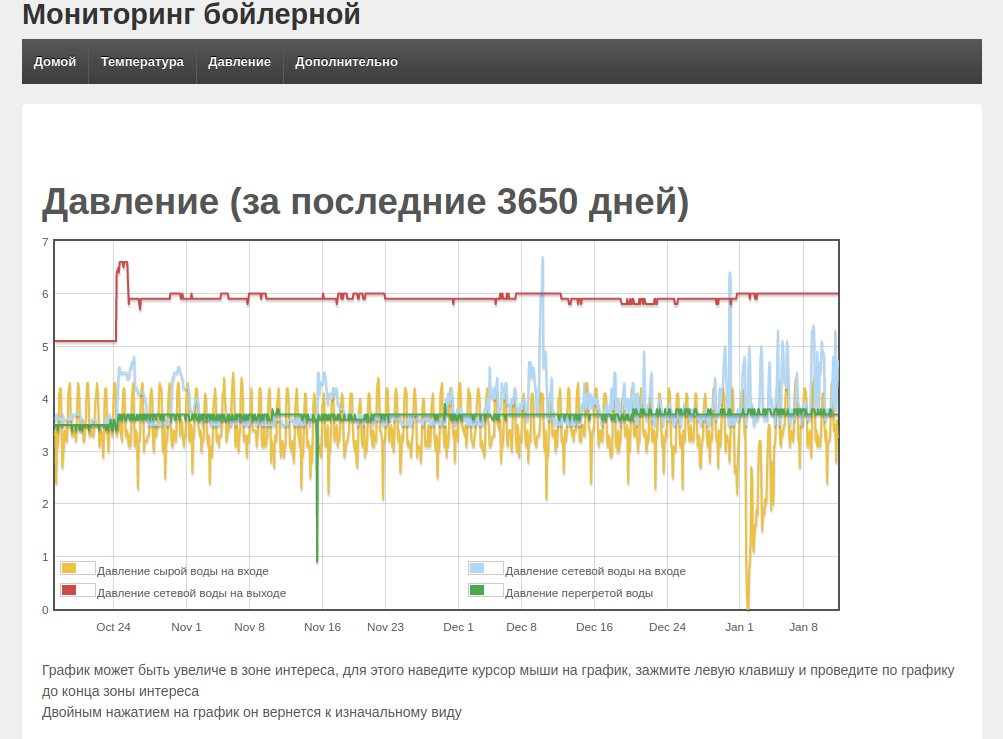 Мониторинг бойлерной
Домой Температура Давление Дополнительно
Давление (за последние 3650 дней)
7
6
5
4
3
2
1
0
Давление сырой воды на входе
Давление сетевой воды на входе
Давление сетевой воды на выходе
Давление перегретой воды
Oct 24 Nov 1 Nov 8 Nov 16 Nov 23 Dec 1 Dec 8 Dec 16 Dec 24 Jan 1 Jan 8
График может быть увеличе в зоне интереса, для этого наведите курсор мыши на график, зажмите левую клавишу и проведите по графику
до конца зоны интереса
Двойным нажатием на график он вернется к изначальному виду